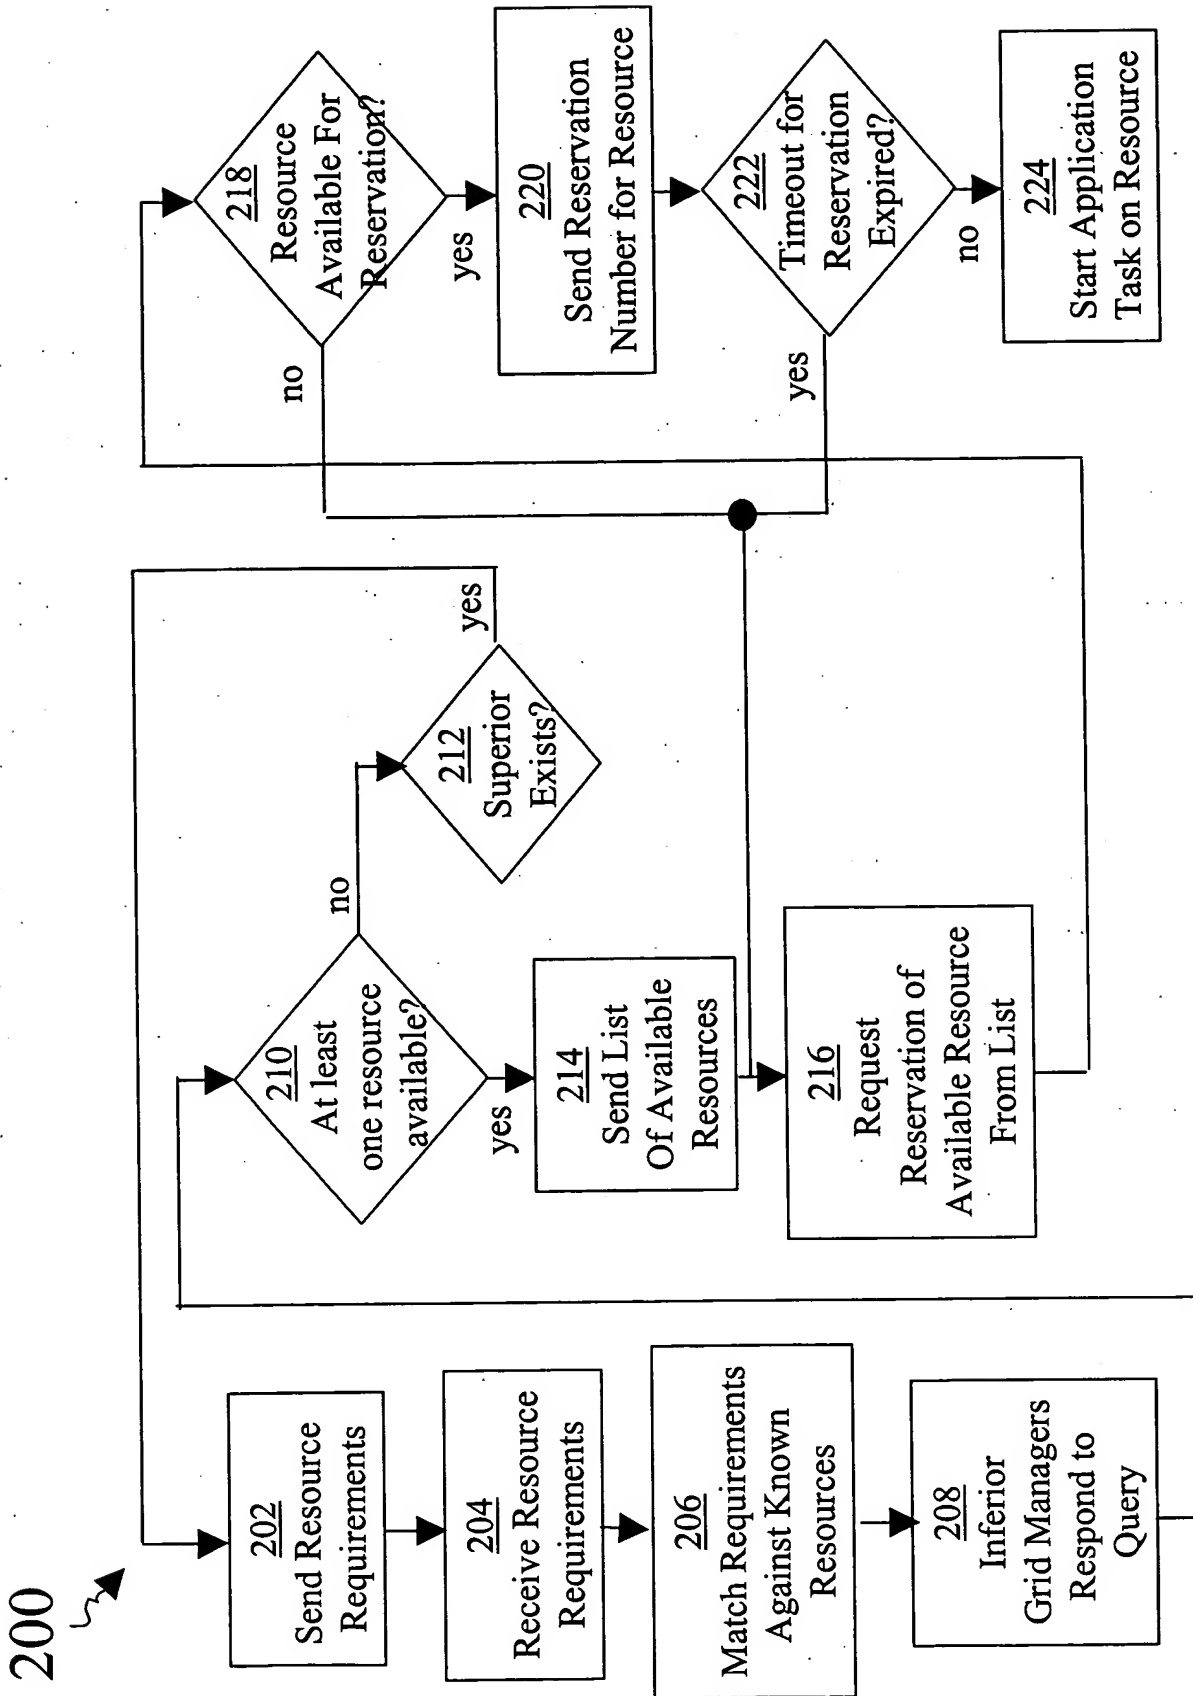 200
202
Send Resource
Requirements
204
Receive Resource
Requirements
206
Match Requirements
Against Known
Resources
208
Inferior
Grid Managers
Respond to
Query
210
At least
one resource
available?
no
yes
212
Superior
Exists?
yes
214
Send List
Of Available
Resources
216
Request
Reservation of
Available Resource
From List
218
Resource
Available For
Reservation?
no
yes
220
Send Reservation
Number for Resource
222
Timeout for
Reservation
Expired?
yes
no
224
Start Application
Task on Resource